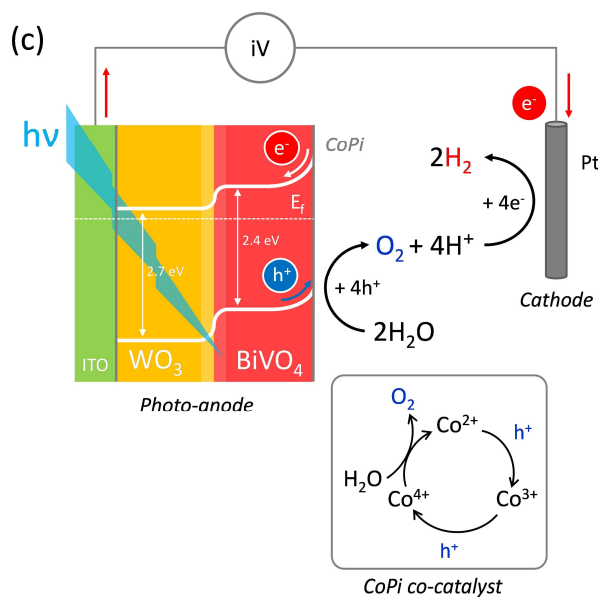 (c)
iV
hν
e⁻
CoPi
E_f
2.7 eV
2.4 eV
h⁺
ITO
WO₃
BiVO₄
Photo-anode
e⁻
Pt
2H₂
+ 4e⁻
O₂ + 4H⁺
+ 4h⁺
2H₂O
Cathode
O₂
Co²⁺
h⁺
H₂O
Co⁴⁺
Co³⁺
h⁺
CoPi co-catalyst